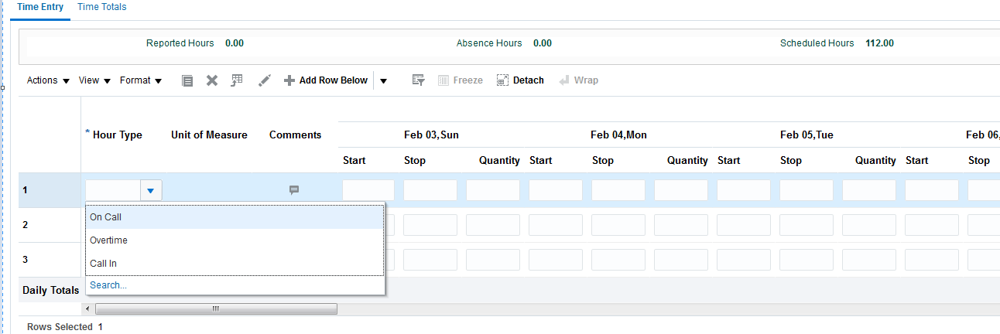 Time Entry Time Totals
Reported Hours 0.00 Absence Hours 0.00 Scheduled Hours 112.00
Actions View Format Add Row Below Freeze Detach Wrap
* Hour Type Unit of Measure Comments Feb 03,Sun Feb 04,Mon Feb 05,Tue Feb 06,
Start Stop Quantity Start Stop Quantity Start Stop Quantity Start Stop
1
On Call
2
Overtime
3
Call In
Search...
Daily Totals
Rows Selected 1